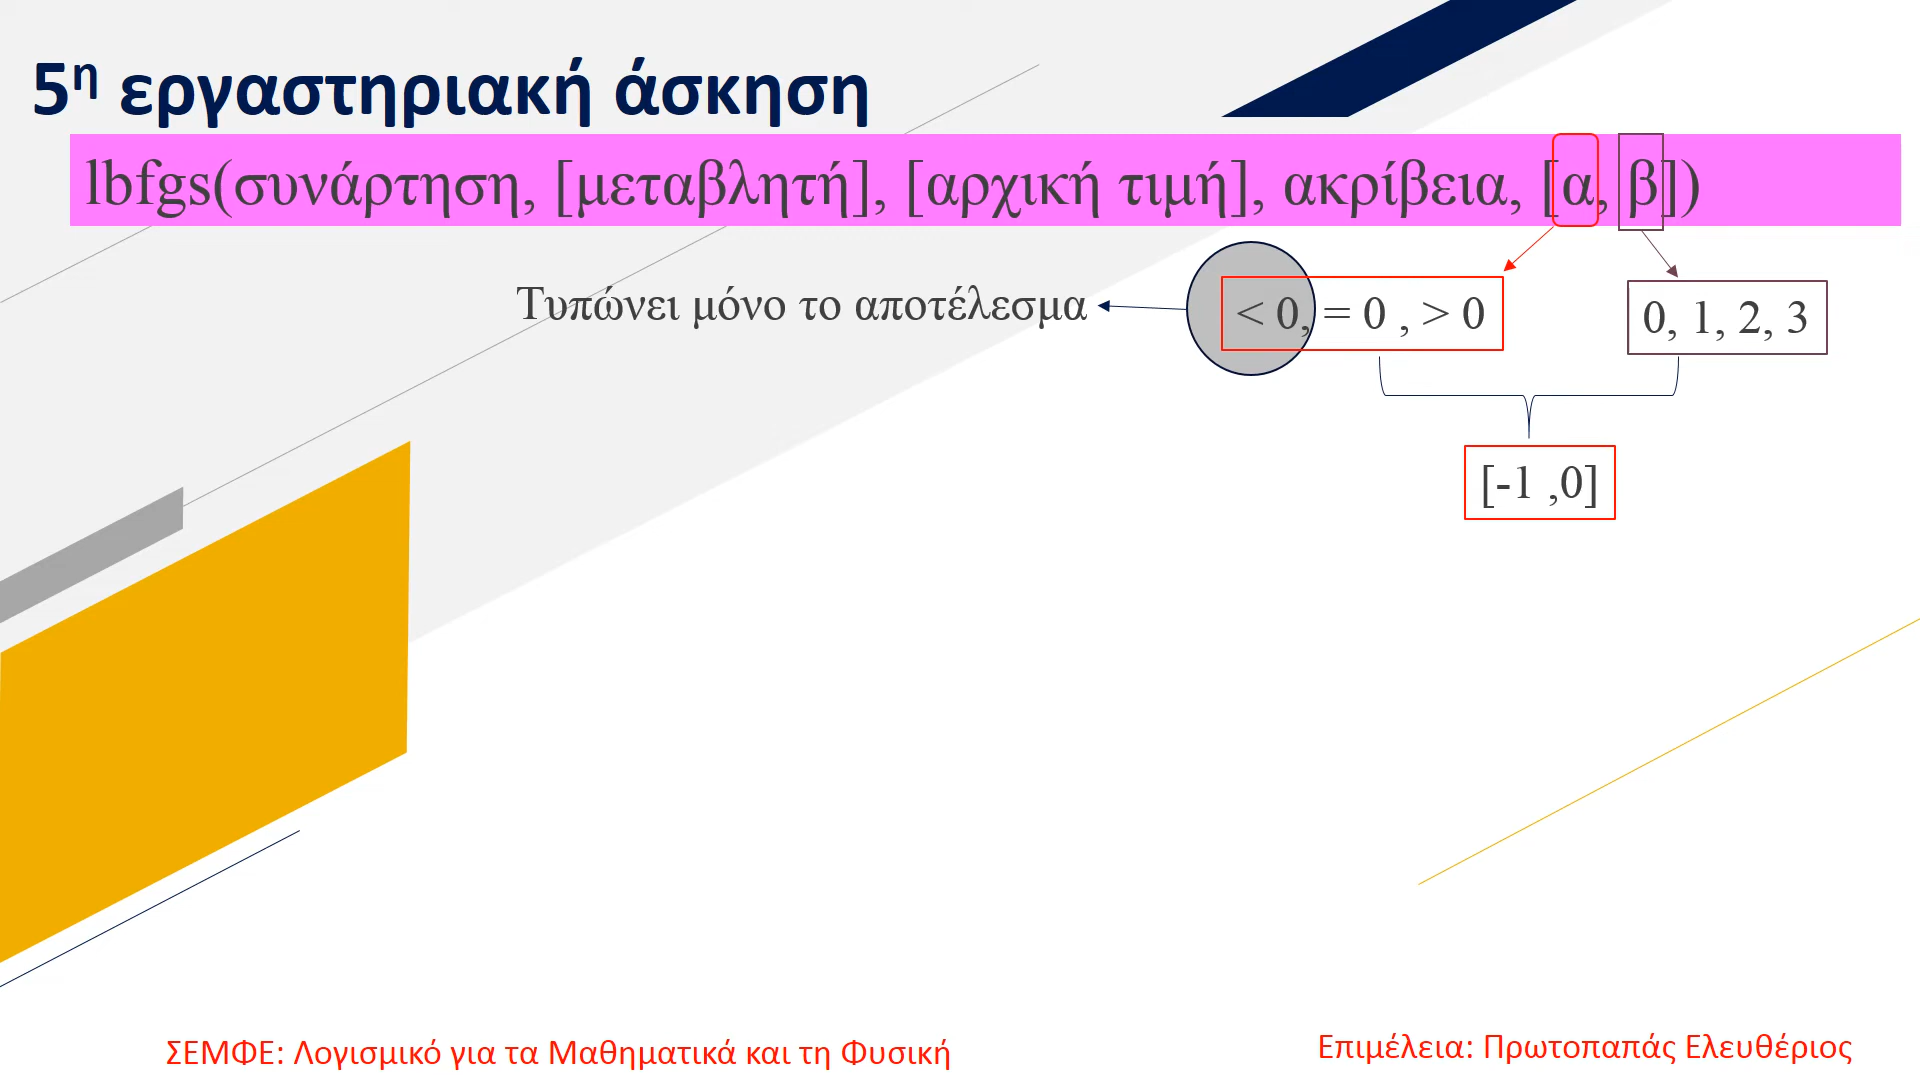 5η εργαστηριακή άσκηση
lbfgs(συνάρτηση, [μεταβλητή], [αρχική τιμή], ακρίβεια, [α, β])
Τυπώνει μόνο το αποτέλεσμα
< 0, = 0 , > 0
0, 1, 2, 3
[-1 ,0]
ΣΕΜΦΕ: Λογισμικό για τα Μαθηματικά και τη Φυσική
Επιμέλεια: Πρωτοπαπάς Ελευθέριος